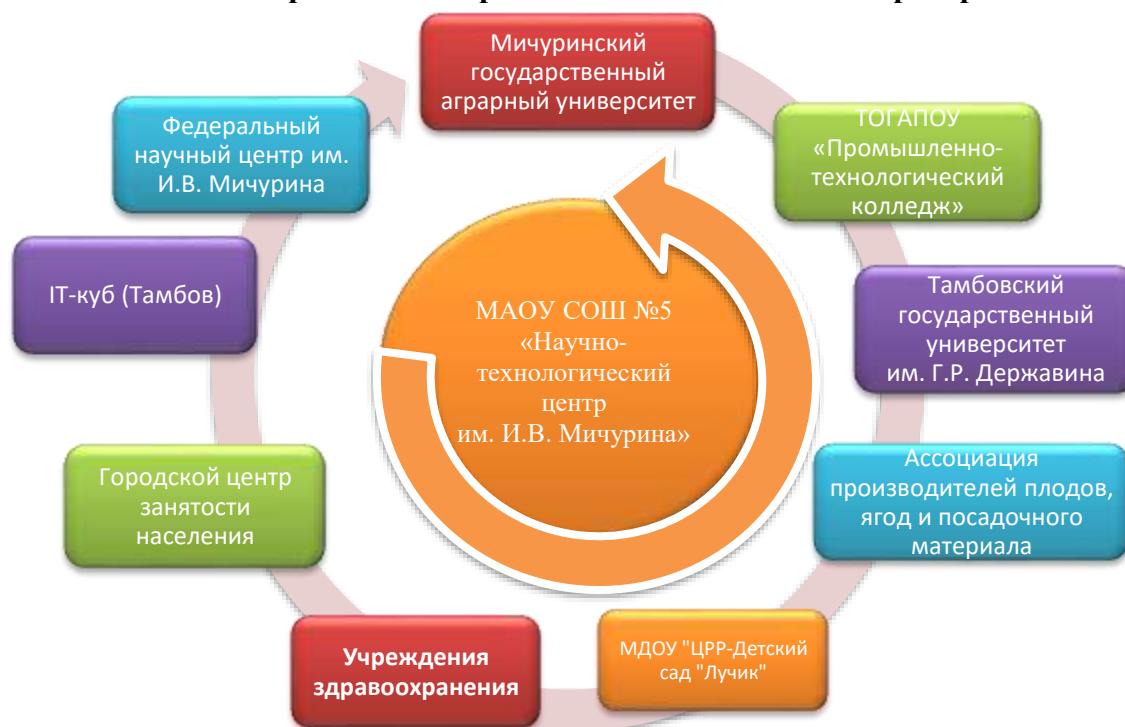 Мичуринский
государственный
аграрный университет
ТОГАПОУ
«Промышленно-
технологический
колледж»
Тамбовский
государственный
университет
им. Г.Р. Державина
Ассоциация
производителей плодов,
ягод и посадочного
материала
МДОУ "ЦРР-Детский
сад "Лучик"
Учреждения
здравоохранения
Городской центр
занятости
населения
IT-куб (Тамбов)
Федеральный
научный центр им.
И.В. Мичурина
МАОУ СОШ №5
«Научно-
технологический
центр
им. И.В. Мичурина»